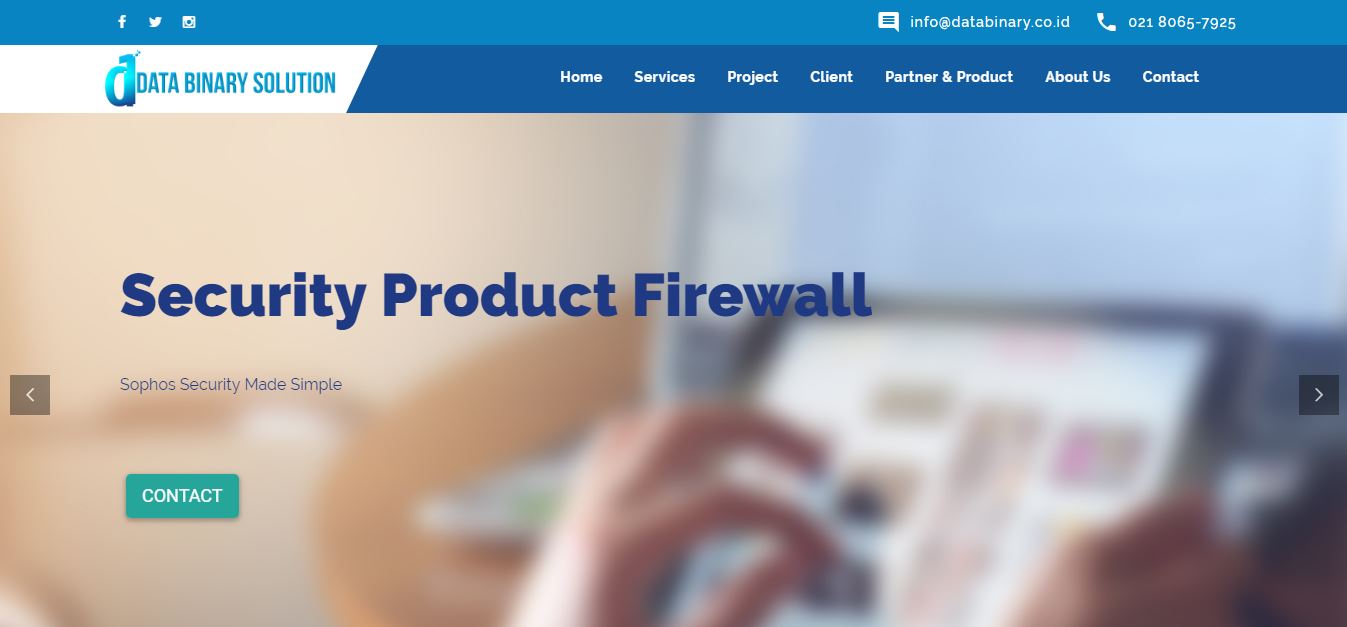 info@databinary.co.id 021 8065-7925
DATA BINARY SOLUTION
Home Services Project Client Partner & Product About Us Contact
Security Product Firewall
Sophos Security Made Simple
CONTACT